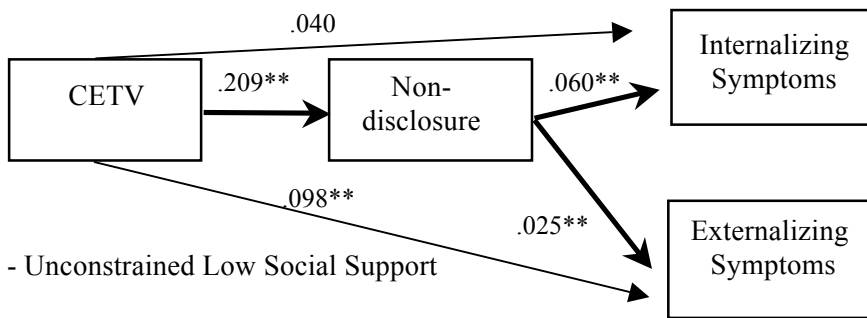 .040
Internalizing
Symptoms
CETV
.209**
Non-
disclosure
.060**
.098**
.025**
Externalizing
Symptoms
- Unconstrained Low Social Support